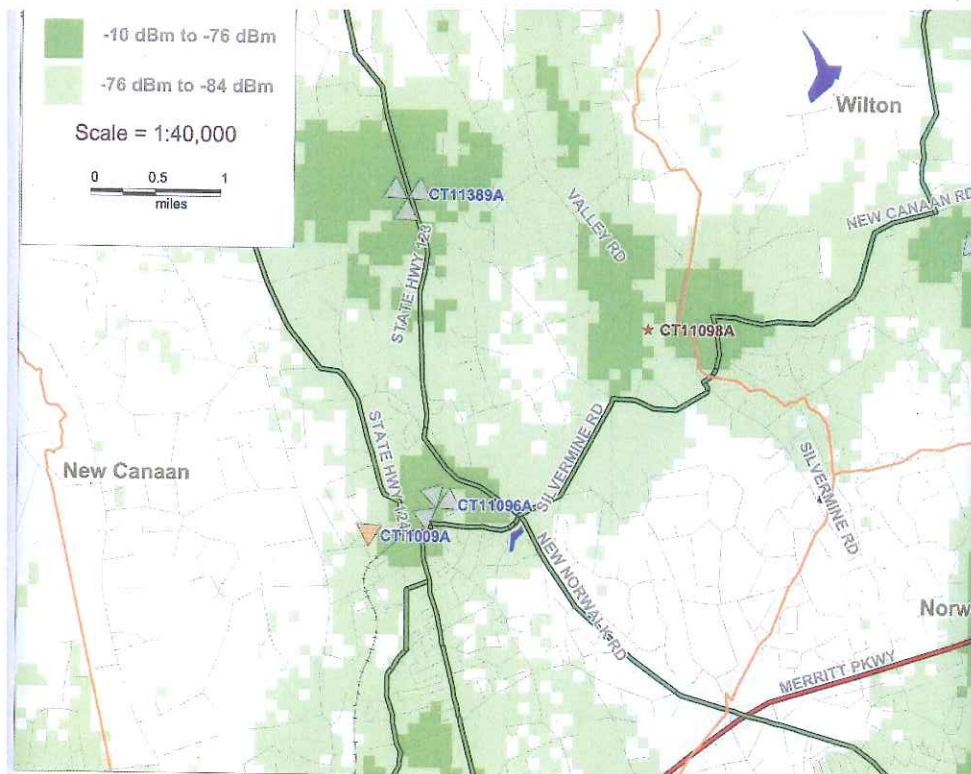 -10 dBm to -76 dBm
-76 dBm to -84 dBm
Scale = 1:40,000
0 0.5 1
miles
Wilton
CT11389A
VALLEY RD
NEW CANAAN RD
STATE HWY 123
CT11098A
STATE HWY 124
SILVERMINE RD
New Canaan
SILVERMINE RD
CT11096A
CT1009A
NEW NORWALK RD
Norw
MERRITT PKWY